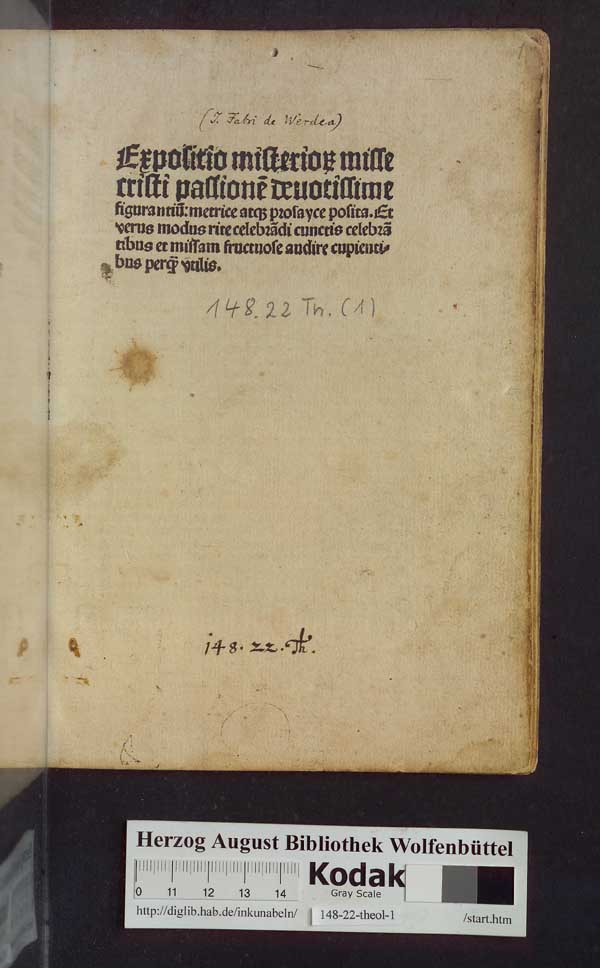 1
(J. Fabri de Werdea)
Expositio misterioꝝ misse
cristi passionē deuotissime
figurantiū: metrice atqꝫ prosayce posita. Et
verus modus rite celebrādi cunctis celebrā
tibus et missam fructuose audire cupienti-
bus perqꝫ̄ vtilis.
148.22 Th. (1)
148. 22. Th.
Herzog August Bibliothek Wolfenbüttel
0 11 12 13 14
Kodak
Gray Scale
http://diglib.hab.de/inkunabeln/ 148-22-theol-1 /start.htm